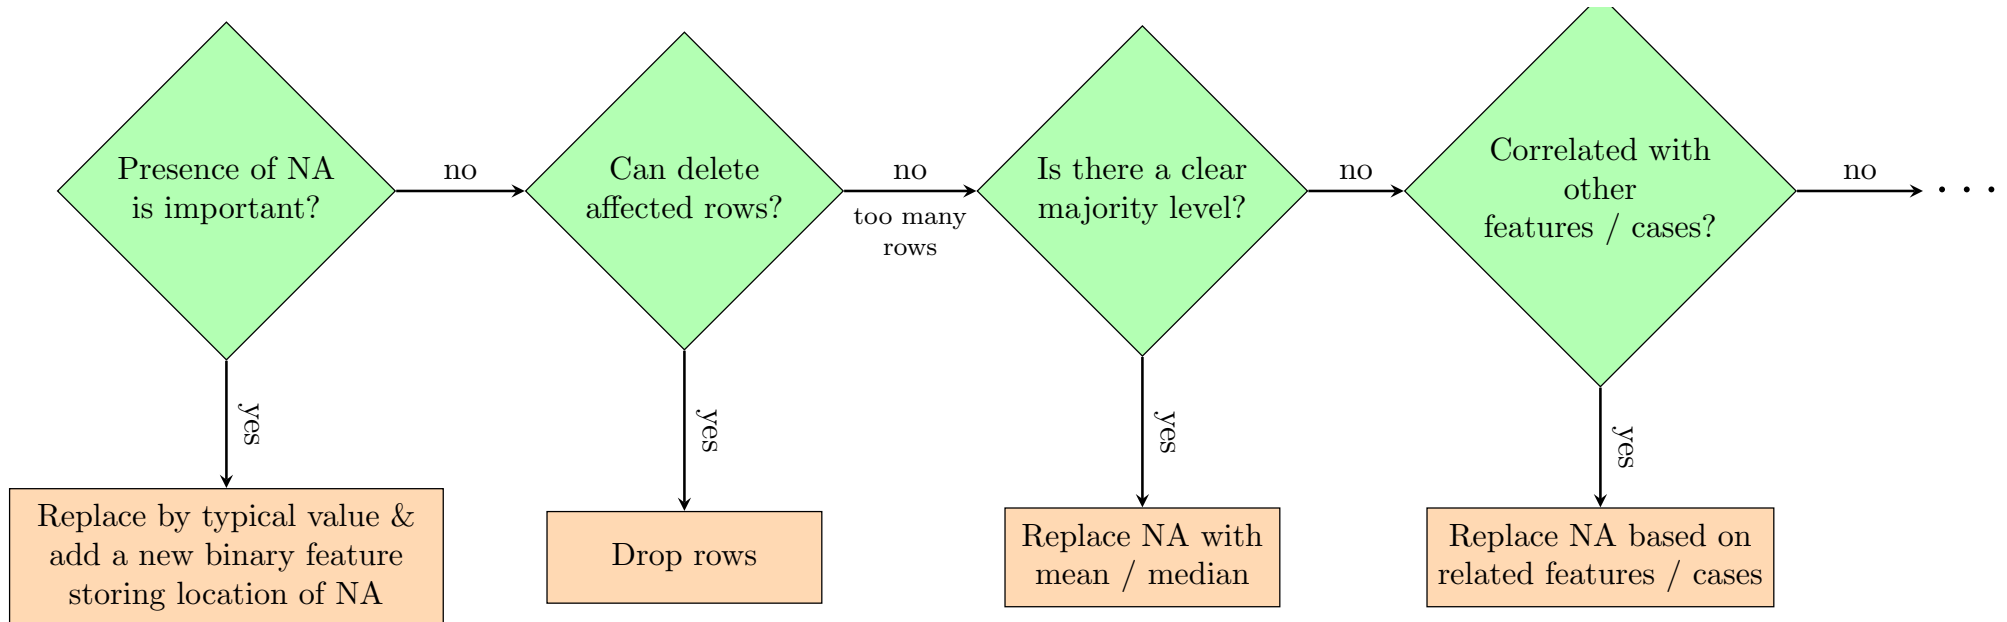 Presence of NA
is important?
no
Can delete
affected rows?
no
too many
rows
Is there a clear
majority level?
no
Correlated with
other
features / cases?
no
. . .
yes
yes
yes
yes
Replace by typical value &
add a new binary feature
storing location of NA
Drop rows
Replace NA with
mean / median
Replace NA based on
related features / cases